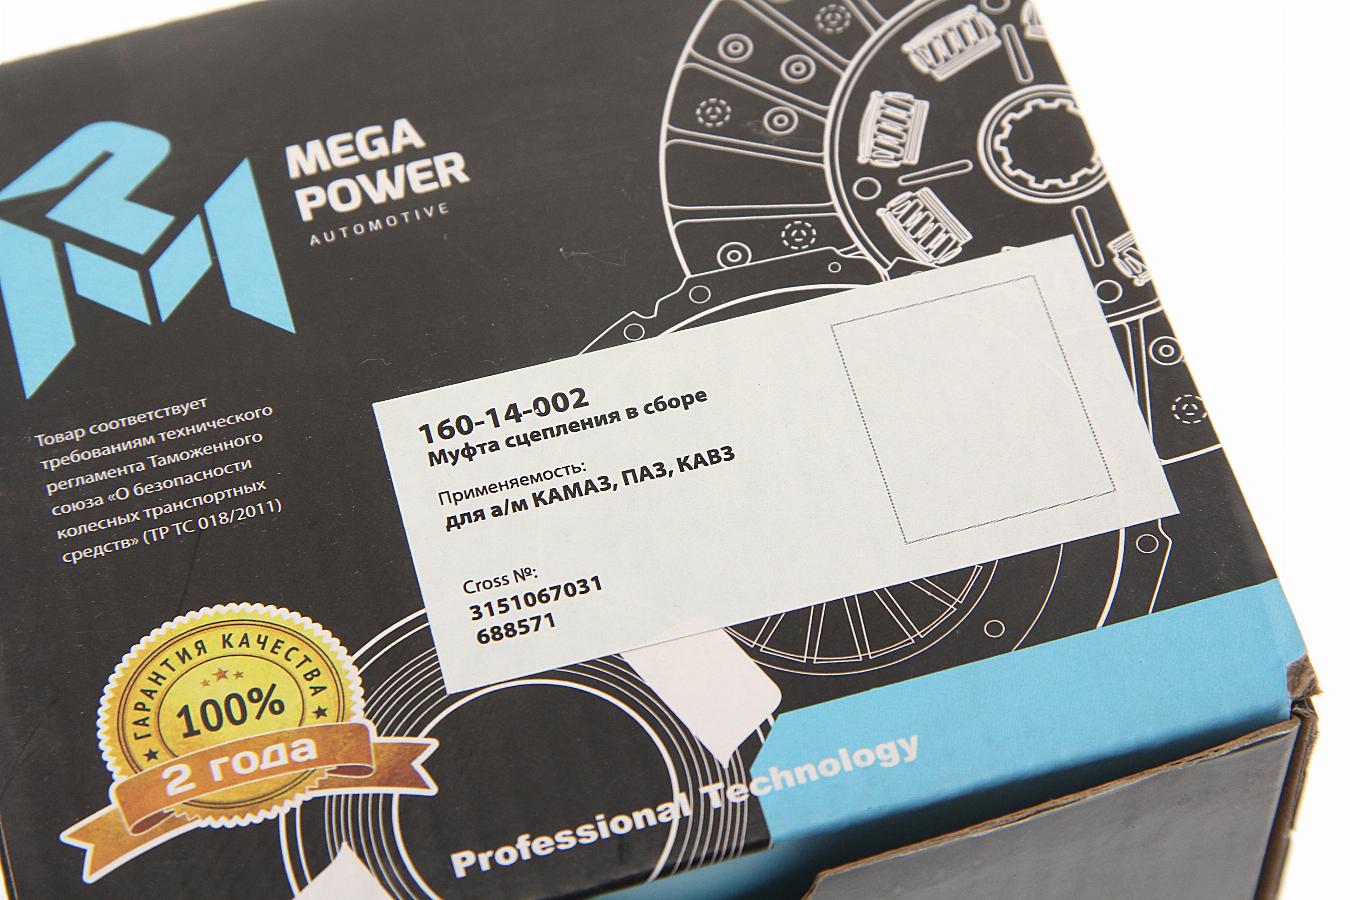 MEGA
POWER
AUTOMOTIVE
Товар соответствует
требованиям технического
регламента Таможенного
союза «О безопасности
колесных транспортных
средств» (ТР ТС 018/2011)
160-14-002
Муфта сцепления в сборе
Применяемость:
для а/м КАМАЗ, ПАЗ, КАВЗ
Cross №:
3151067031
688571
ГАРАНТИЯ КАЧЕСТВА
100%
2 года
Professional Technology